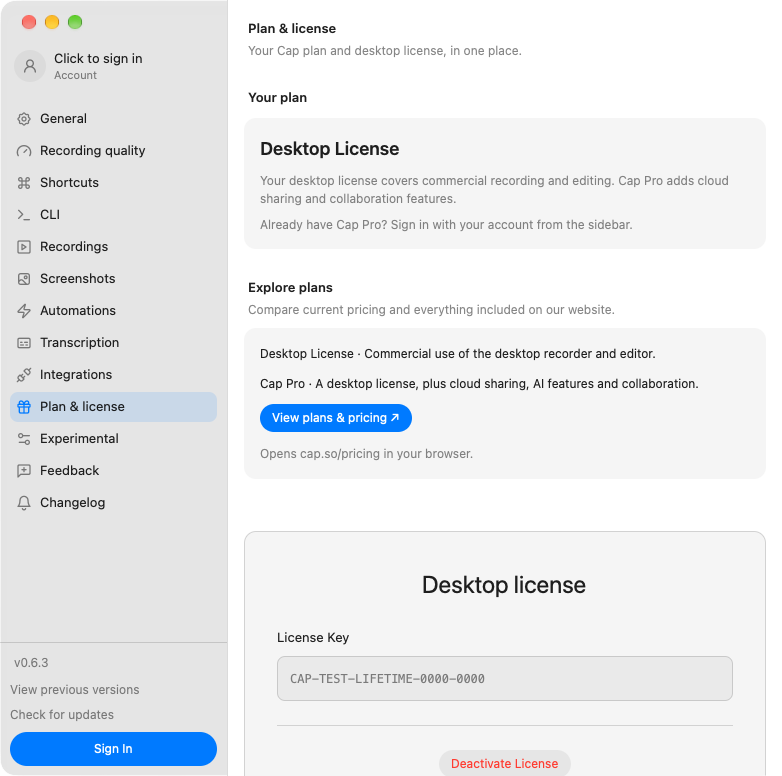 Click to sign in
Account
General
Recording quality
Shortcuts
CLI
Recordings
Screenshots
Automations
Transcription
Integrations
Plan & license
Experimental
Feedback
Changelog
v0.6.3
View previous versions
Check for updates
Sign In
Plan & license
Your Cap plan and desktop license, in one place.
Your plan
Desktop License
Your desktop license covers commercial recording and editing. Cap Pro adds cloud
sharing and collaboration features.
Already have Cap Pro? Sign in with your account from the sidebar.
Explore plans
Compare current pricing and everything included on our website.
Desktop License · Commercial use of the desktop recorder and editor.
Cap Pro · A desktop license, plus cloud sharing, AI features and collaboration.
View plans & pricing ↗
Opens cap.so/pricing in your browser.
Desktop license
License Key
CAP-TEST-LIFETIME-0000-0000
Deactivate License